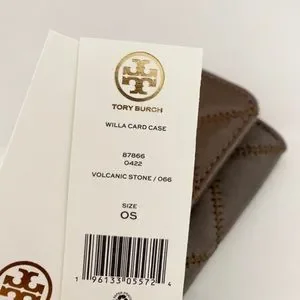 TORY BURCH
WILLA CARD CASE
87866
0422
VOLCANIC STONE / 066
SIZE
OS
1 96133 05572 4